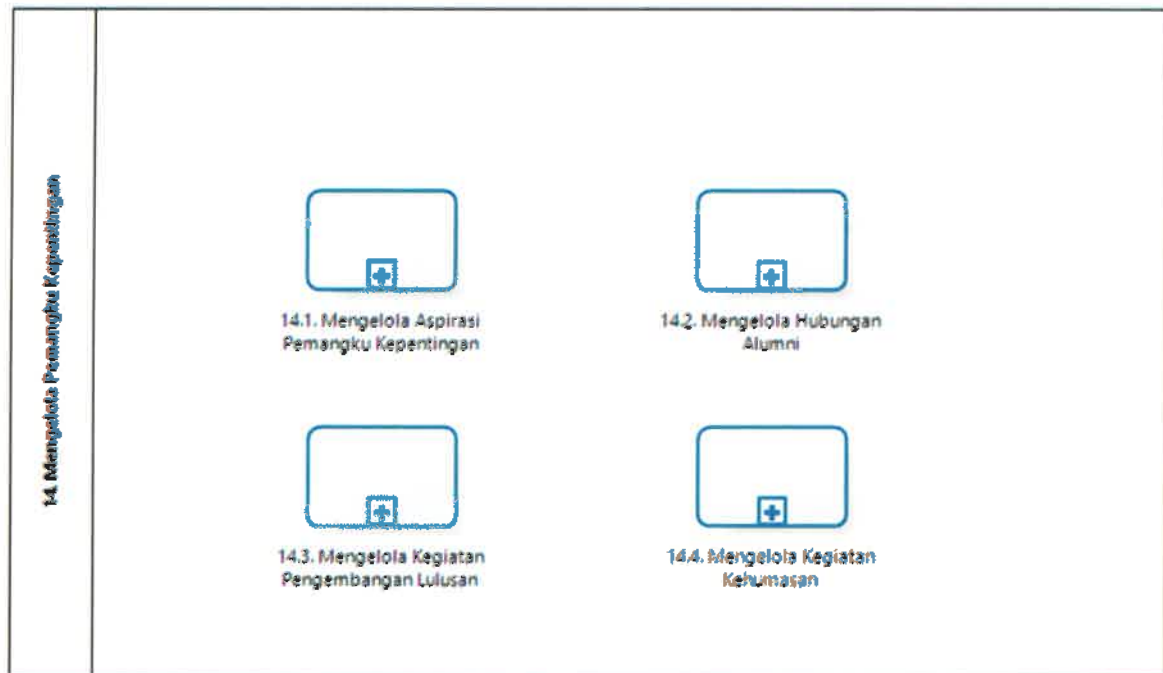 14. Mengelola Pemangku Kepentingan
14.1. Mengelola Aspirasi
Pemangku Kepentingan
14.2. Mengelola Hubungan
Alumni
14.3. Mengelola Kegiatan
Pengembangan Lulusan
14.4. Mengelola Kegiatan
Kehumasan